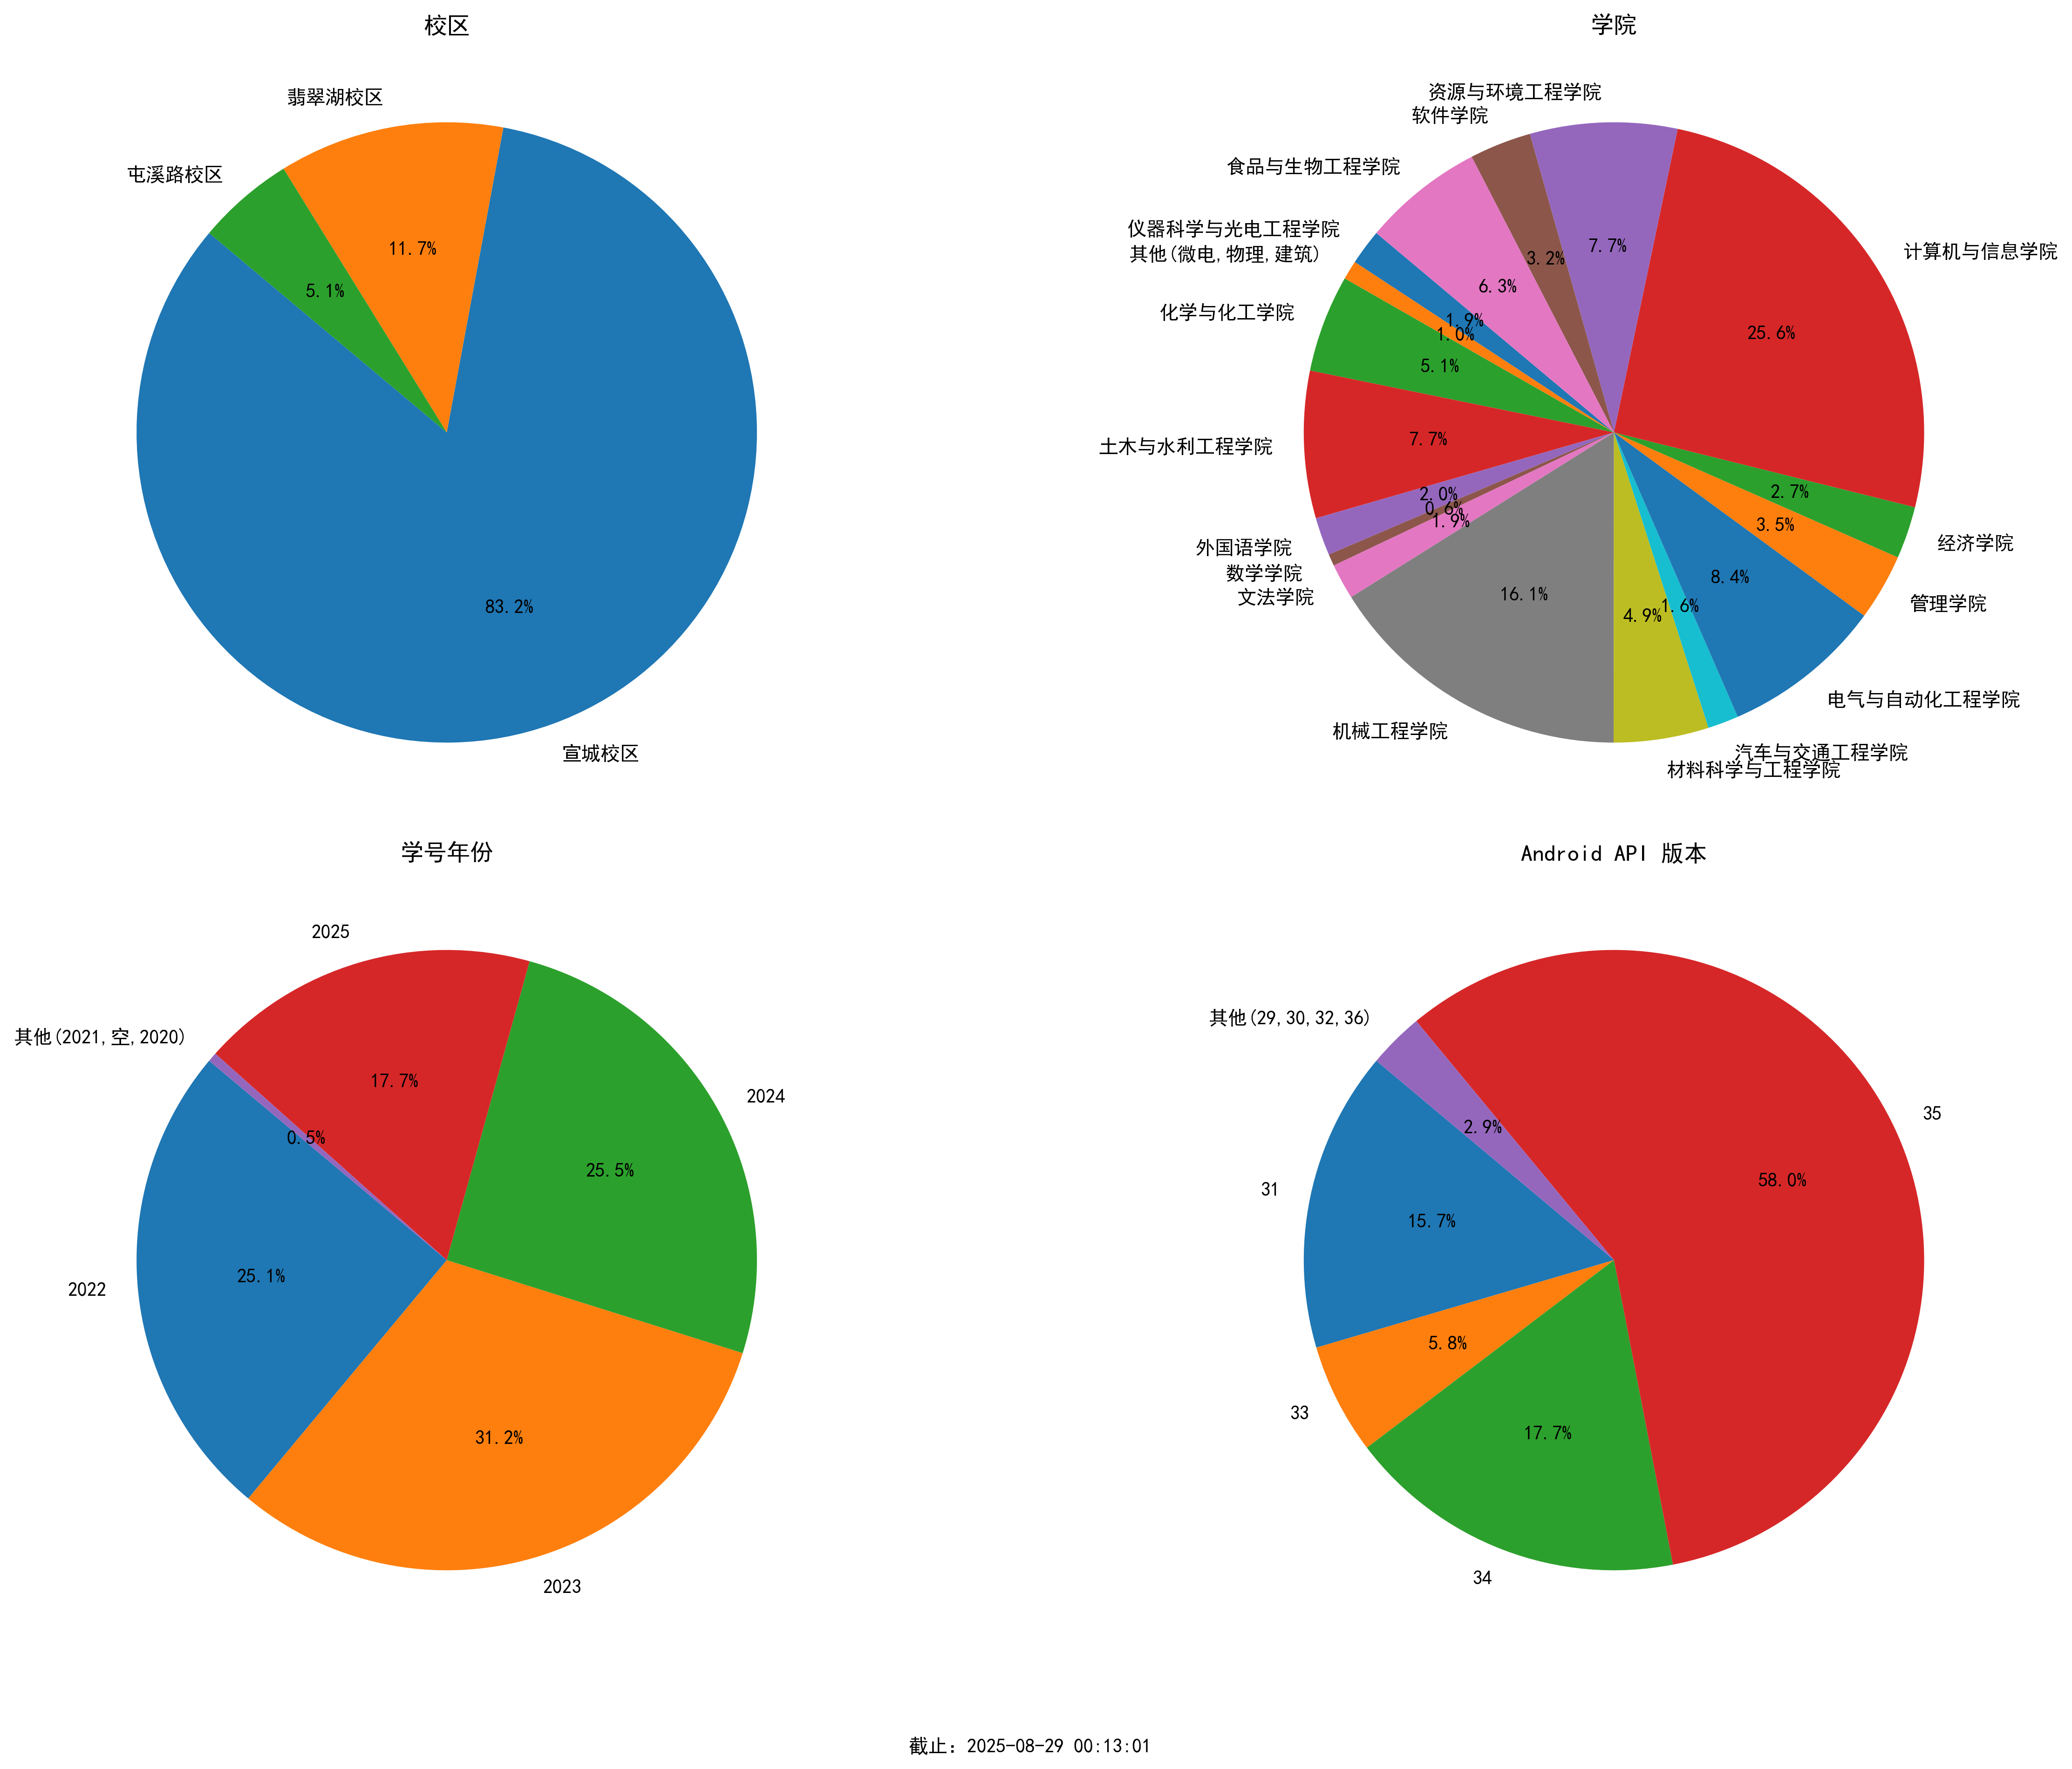 校区
翡翠湖校区
屯溪路校区
11.7%
5.1%
83.2%
宣城校区
学院
资源与环境工程学院
软件学院
食品与生物工程学院
仪器科学与光电工程学院
其他(微电,物理,建筑)
化学与化工学院
土木与水利工程学院
外国语学院
数学学院
文法学院
机械工程学院
材料科学与工程学院
汽车与交通工程学院
电气与自动化工程学院
管理学院
经济学院
计算机与信息学院
7.7%
3.2%
6.3%
1.9%
1.0%
5.1%
7.7%
2.0%
0.6%
1.9%
16.1%
4.9%
1.6%
8.4%
3.5%
2.7%
25.6%
学号年份
2025
其他(2021,空,2020)
2024
17.7%
0.5%
25.5%
25.1%
2022
31.2%
2023
Android API 版本
其他(29,30,32,36)
35
2.9%
58.0%
31
15.7%
5.8%
33
17.7%
34
截止：2025-08-29 00:13:01